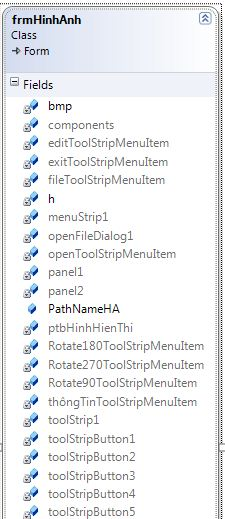 frmHinhAnh
Class
Form
Fields
bmp
components
editToolStripMenuItem
exitToolStripMenuItem
fileToolStripMenuItem
h
menuStrip1
openFileDialog1
openToolStripMenuItem
panel1
panel2
PathNameHA
ptbHinhHienThi
Rotate180ToolStripMenuItem
Rotate270ToolStripMenuItem
Rotate90ToolStripMenuItem
thôngTinToolStripMenuItem
toolStrip1
toolStripButton1
toolStripButton2
toolStripButton3
toolStripButton4
toolStripButton5